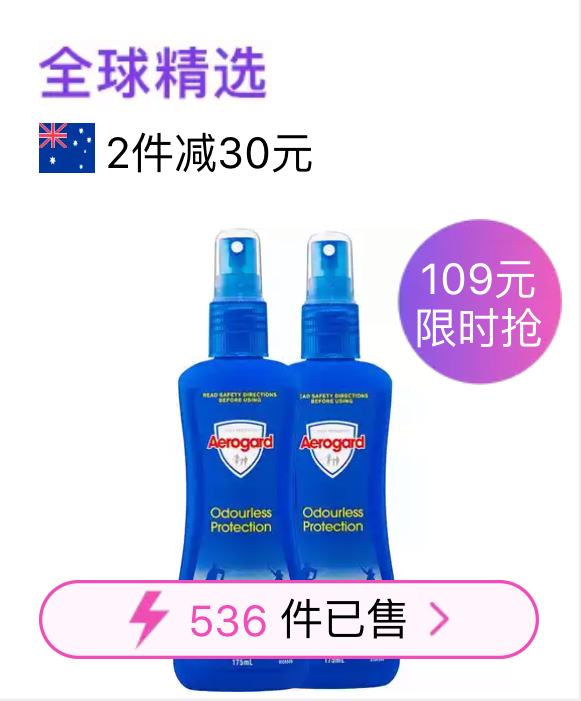 全球精选
2件减30元
109元
限时抢
READ SAFETY DIRECTIONS
BEFORE USING
Aerogard
Odourless
Protection
EAD SAFETY DIRECTIONS
BEFORE USING
Aerogard
Odourless
Protection
536 件已售
175mL
175mL